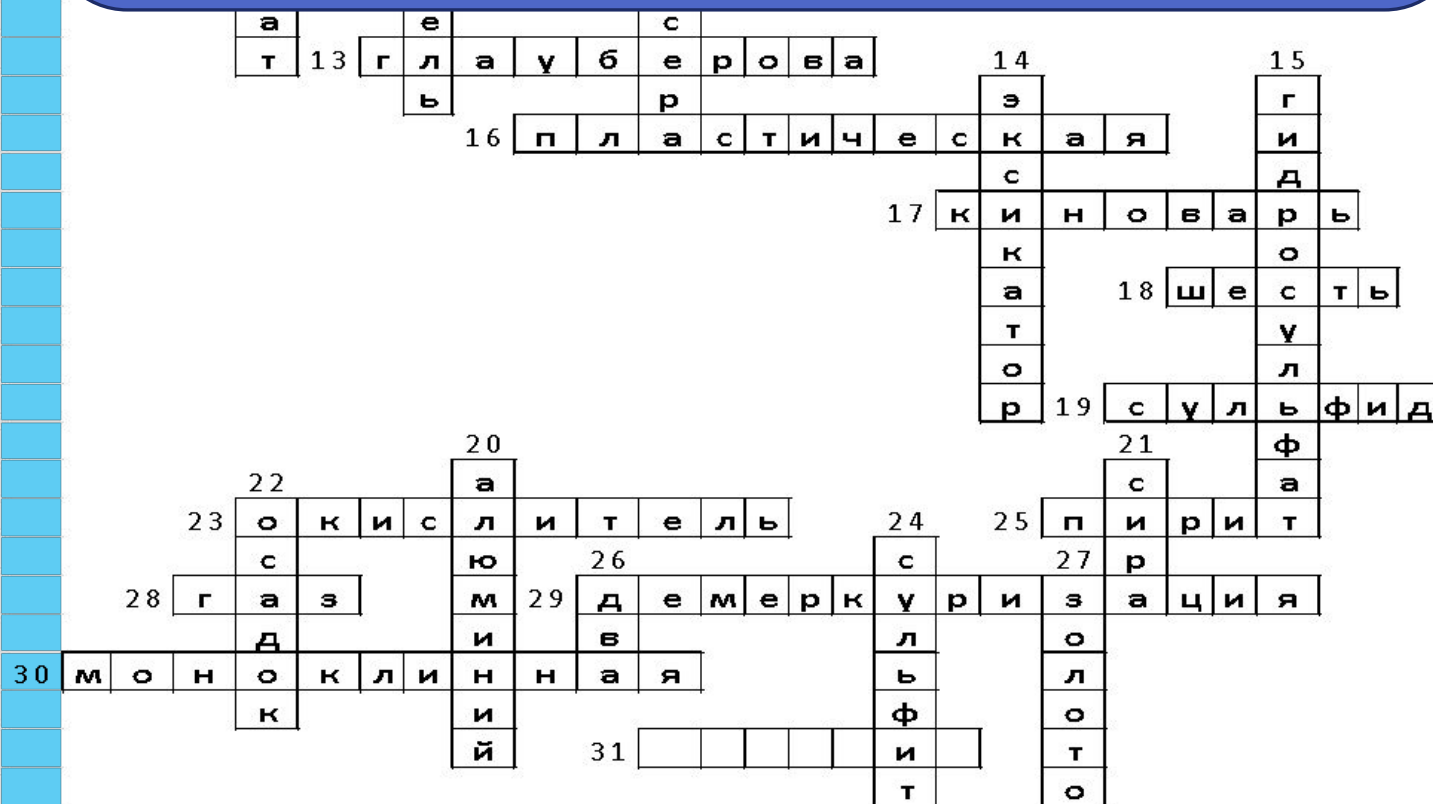 а е с
т 13 г л а у б е р о в а 14 15
ь р э г
16 п л а с т и ч е с к а я и
с д
17 к и н о в а р ь
к о
а 18 ш е с т ь
т у
о л
р 19 с у л ь ф и д
20 21 ф
22 а с а
23 о к и с л и т е л ь 24 25 п и р и т
с ю 26 с 27 р
28 г а з м 29 д е м е р к у р и з а ц и я
д и в л о
30 м о н о к л и н н а я ь л
к и ф о
й 31 и т
т о